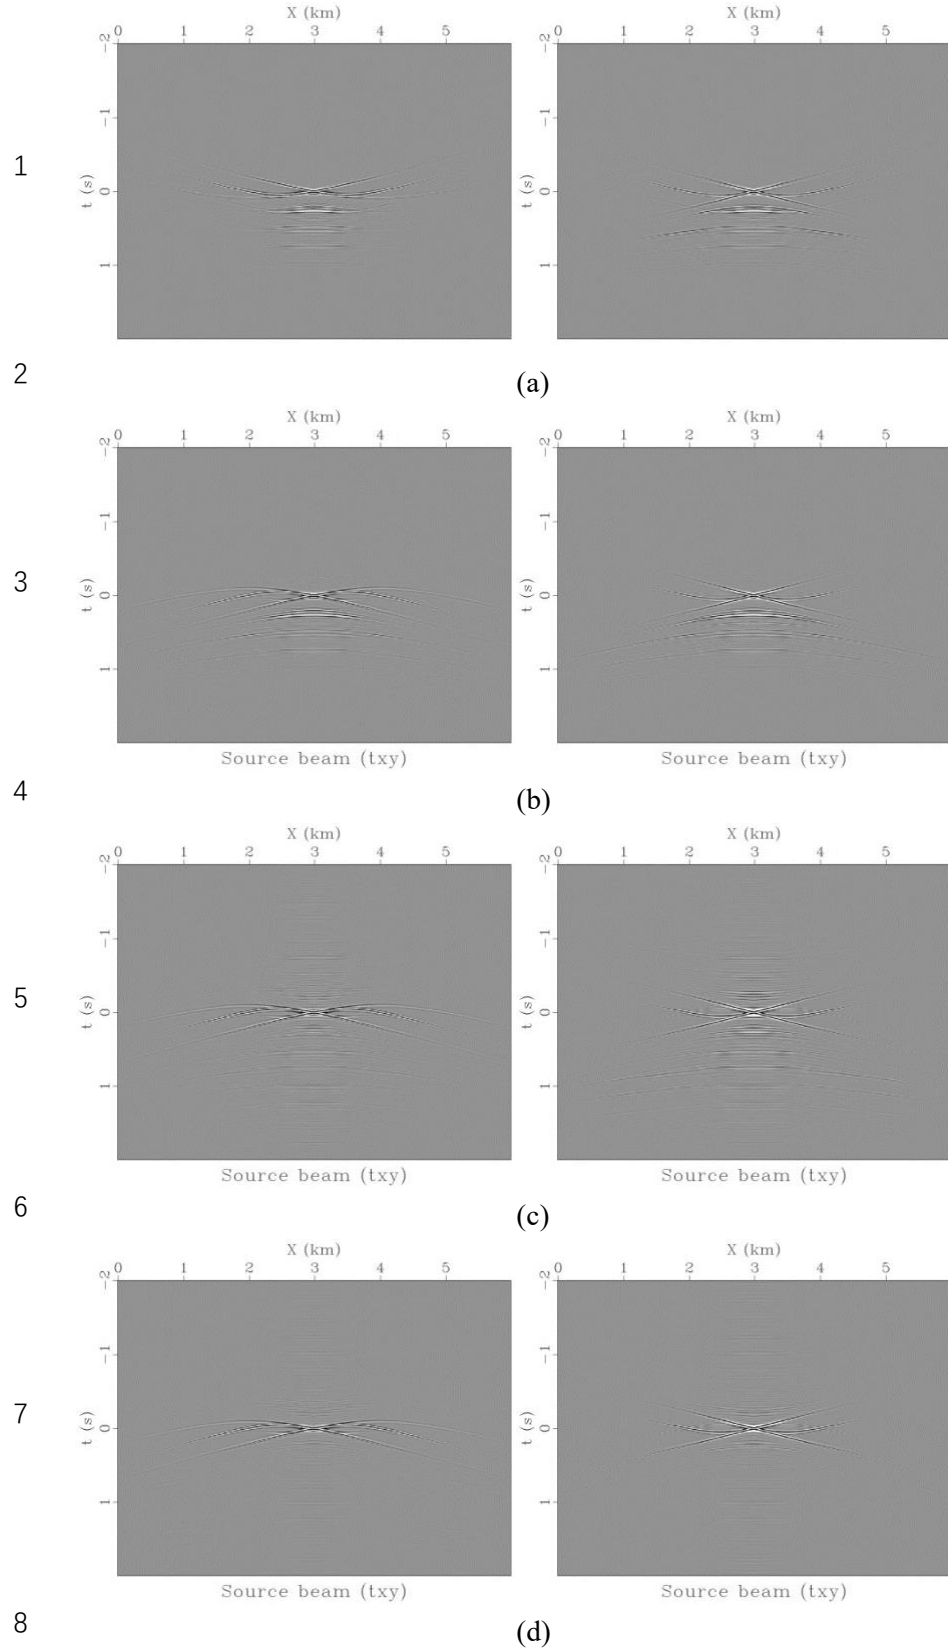 X (km) X (km)
0 1 2 3 4 5 0 1 2 3 4 5
-2 -2
-1 -1
1
t (s) 0 t (s) 0
1 1
2
(a)
X (km) X (km)
0 1 2 3 4 5 0 1 2 3 4 5
-2 -2
-1 -1
3
t (s) 0 t (s) 0
1 1
Source beam (txy) Source beam (txy)
4
(b)
X (km) X (km)
0 1 2 3 4 5 0 1 2 3 4 5
-2 -2
-1 -1
5
t (s) 0 t (s) 0
1 1
Source beam (txy) Source beam (txy)
6
(c)
X (km) X (km)
0 1 2 3 4 5 0 1 2 3 4 5
-2 -2
-1 -1
7
t (s) 0 t (s) 0
1 1
Source beam (txy) Source beam (txy)
8
(d)